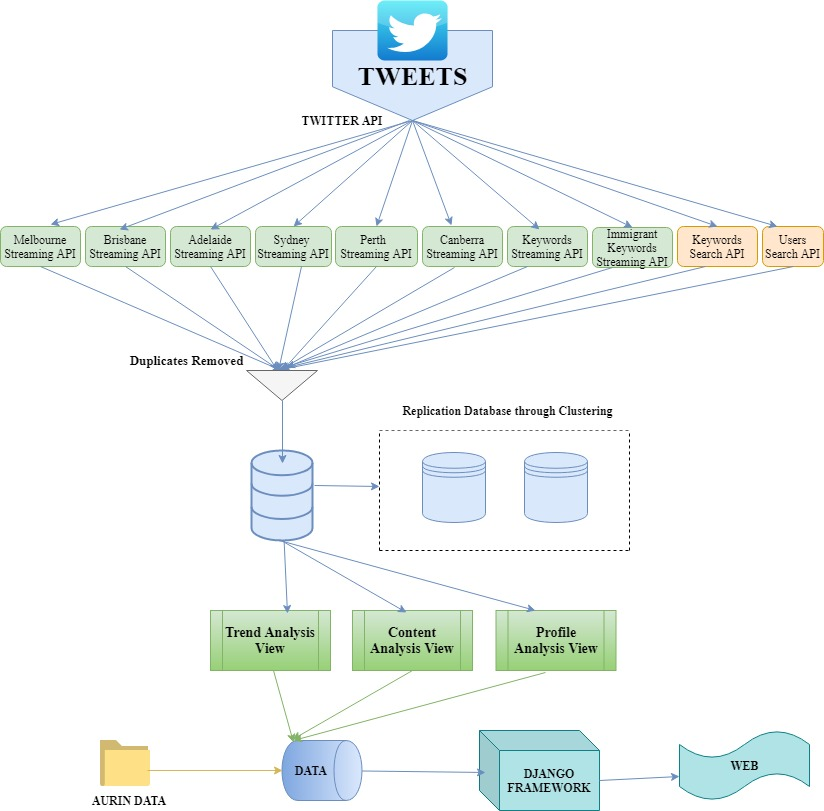 TWEETS
TWITTER API
Melbourne
Streaming API
Brisbane
Streaming API
Adelaide
Streaming API
Sydney
Streaming API
Perth
Streaming API
Canberra
Streaming API
Keywords
Streaming API
Immigrant
Keywords
Streaming API
Keywords
Search API
Users
Search API
Duplicates Removed
Replication Database through Clustering
Trend Analysis
View
Content
Analysis View
Profile
Analysis View
AURIN DATA
DATA
DJANGO
FRAMEWORK
WEB